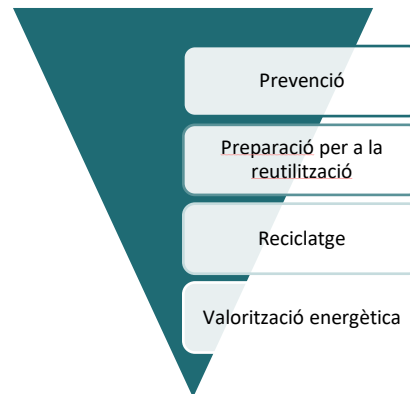 Prevenció
Preparació per a la
reutilització
Reciclatge
Valorització energètica